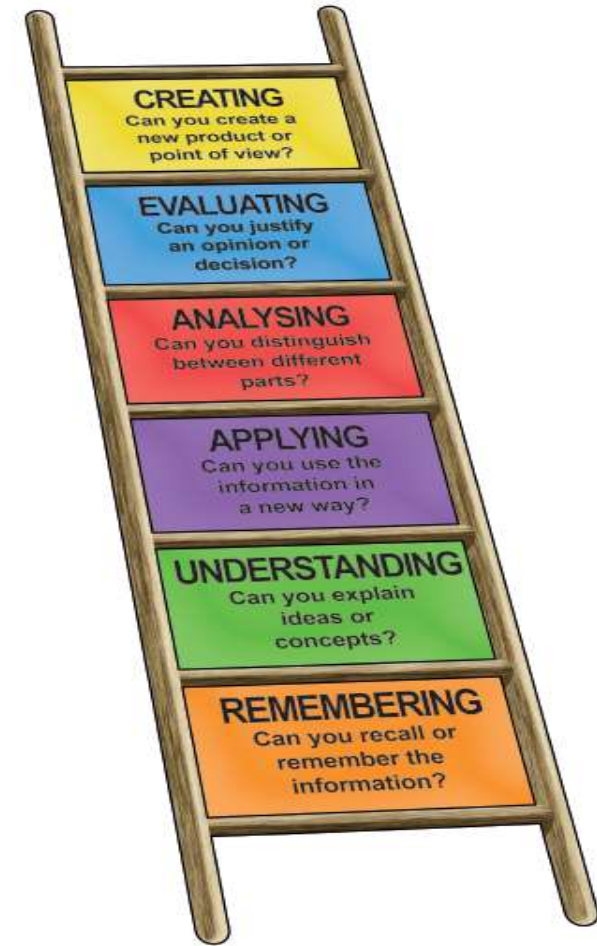 CREATING
Can you create a
new product or
point of view?
EVALUATING
Can you justify
an opinion or
decision?
ANALYSING
Can you distinguish
between different
parts?
APPLYING
Can you use the
information in
a new way?
UNDERSTANDING
Can you explain
ideas or
concepts?
REMEMBERING
Can you recall or
remember the
information?